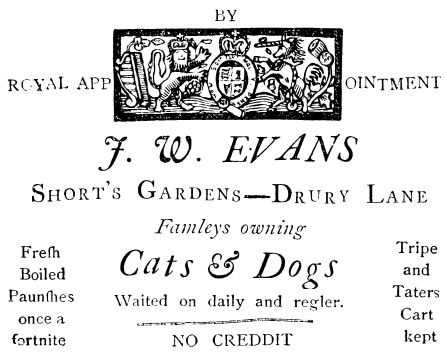 BY
ROYAL APP OINTMENT
J. W. EVANS
SHORT'S GARDENS—DRURY LANE
Famleys owning
Cats & Dogs
Waited on daily and regler.
NO CREDDIT
Freſh
Boiled
Paunſhes
once a
fortnite
Tripe
and
Taters
Cart
kept